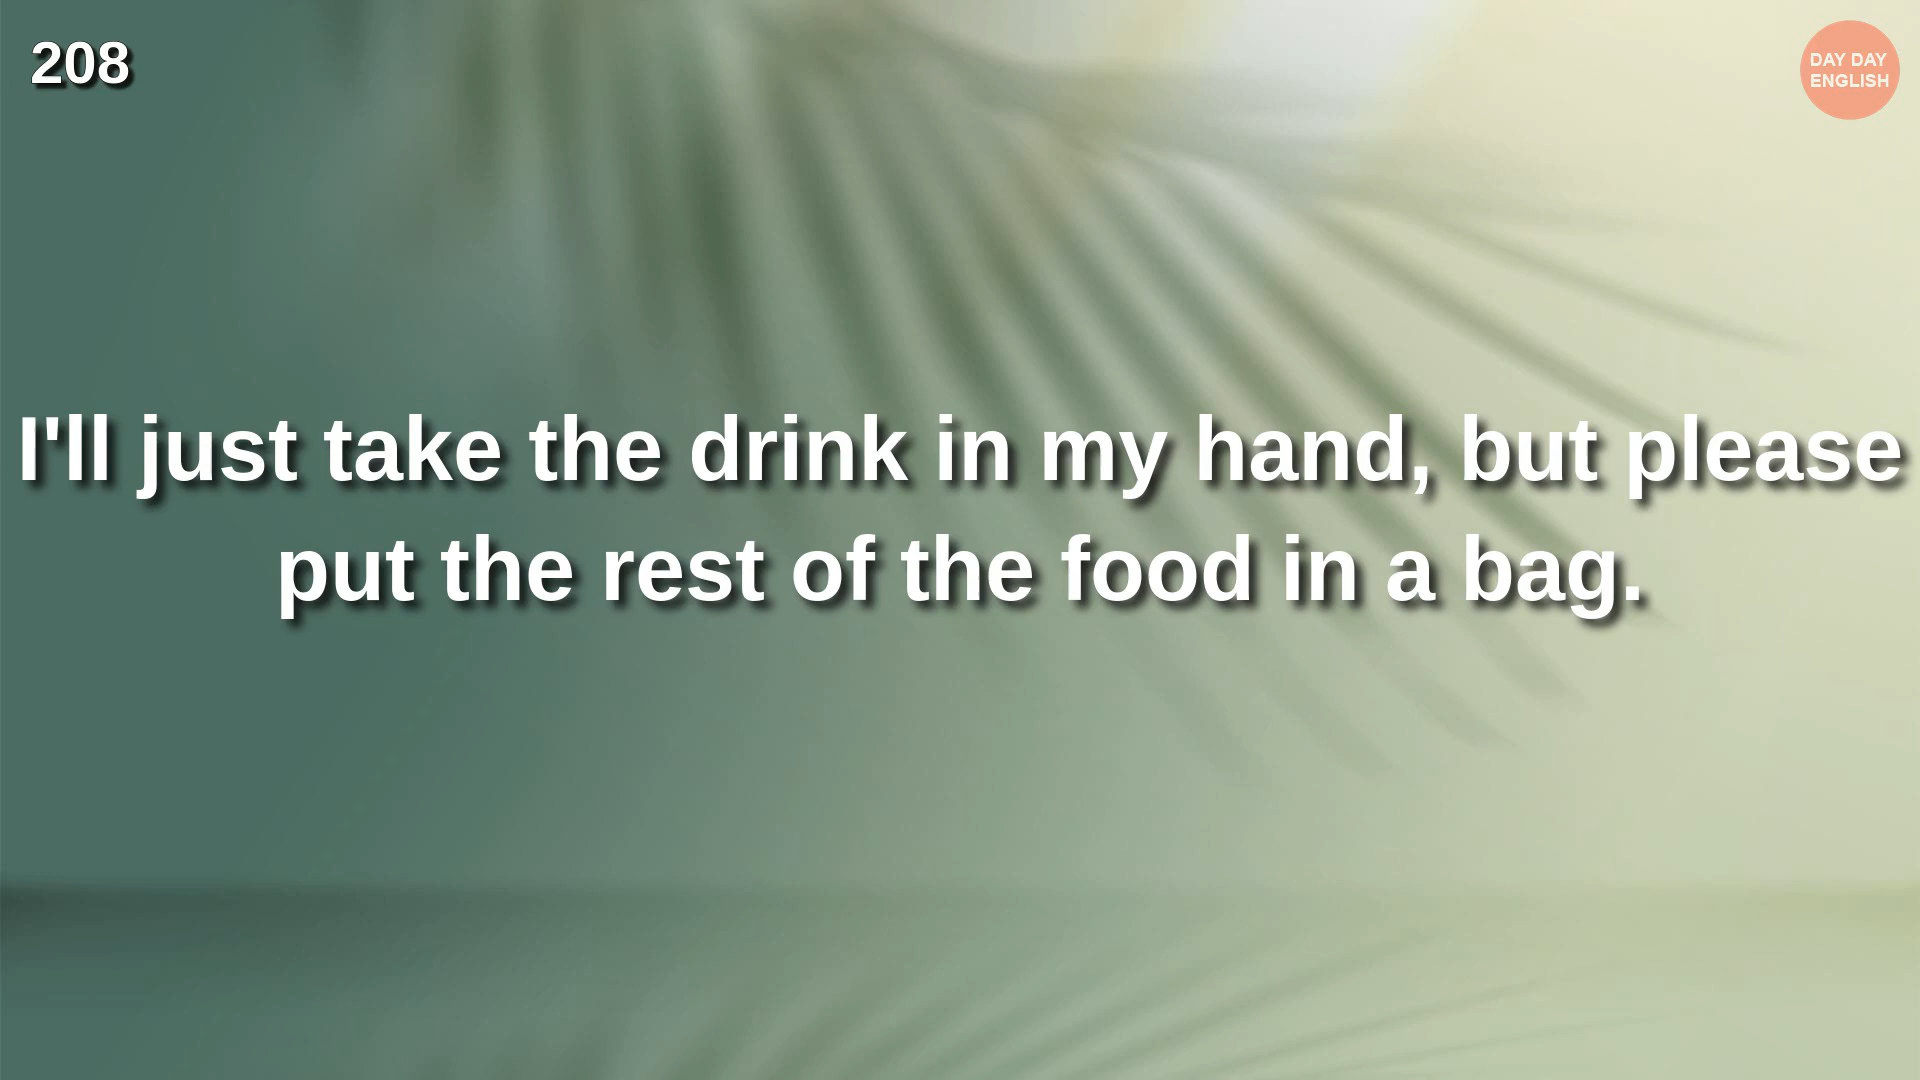 208
DAY DAY
ENGLISH
I'll just take the drink in my hand, but please
put the rest of the food in a bag.